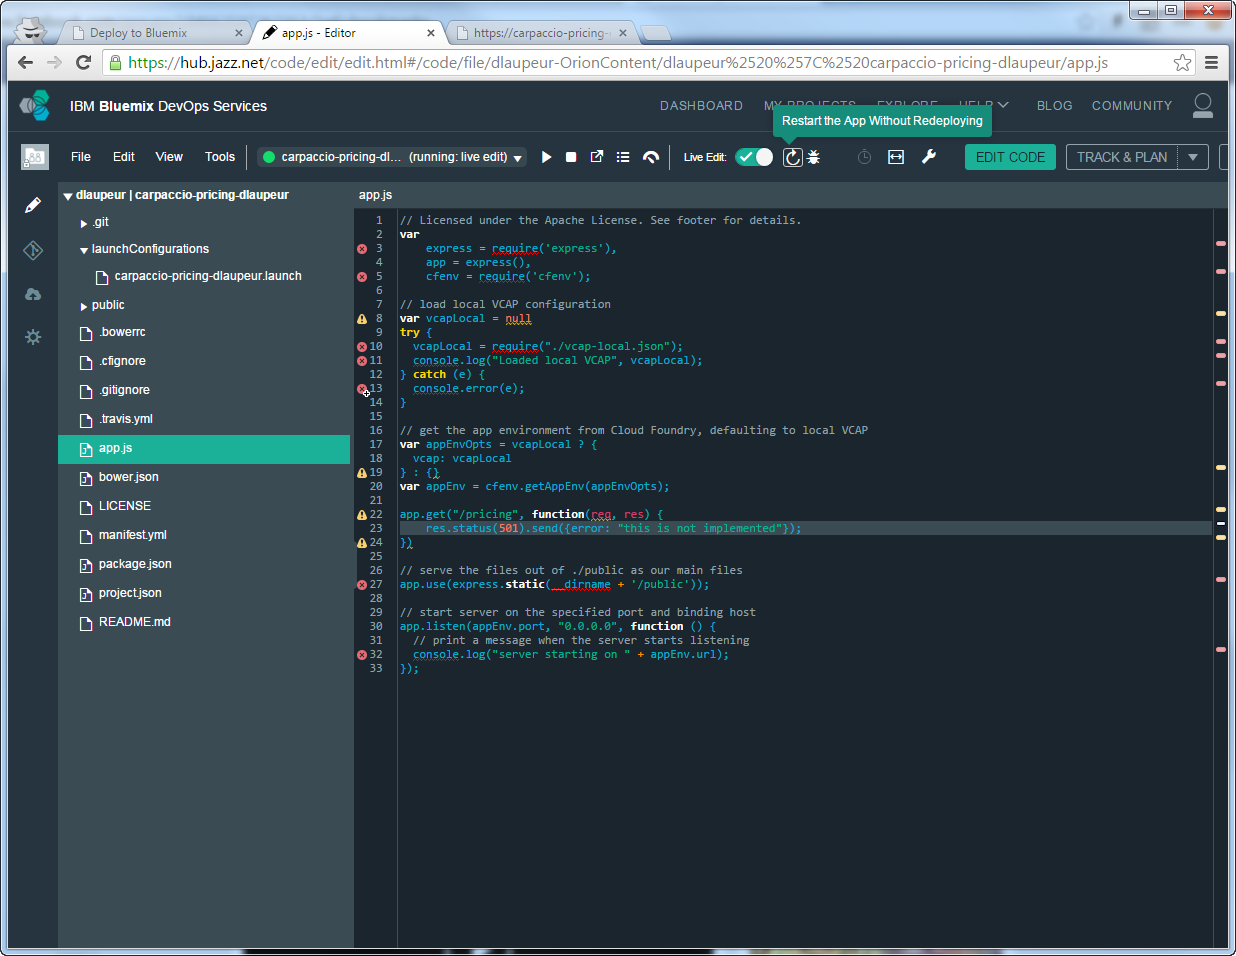 Deploy to Bluemix
app.js - Editor
https://carpaccio-pricing-
https://hub.jazz.net/code/edit/edit.html#/code/file/dlaupeur-OrionContent/dlaupeur%2520%257C%2520carpaccio-pricing-dlaupeur/app.js
IBM Bluemix DevOps Services
DASHBOARD
MY PROJECTS
EXPLORE
HELP
BLOG
COMMUNITY
Restart the App Without Redeploying
File
Edit
View
Tools
carpaccio-pricing-dl... (running: live edit)
Live Edit:
EDIT CODE
TRACK & PLAN
dlaupeur | carpaccio-pricing-dlaupeur
.git
launchConfigurations
carpaccio-pricing-dlaupeur.launch
public
.bowerrc
.cfignore
.gitignore
.travis.yml
app.js
bower.json
LICENSE
manifest.yml
package.json
project.json
README.md
app.js
1 // Licensed under the Apache License. See footer for details.
2 var
3     express = require('express'),
4     app = express(),
5     cfenv = require('cfenv');
6
7 // load local VCAP configuration
8 var vcapLocal = null
9 try {
10   vcapLocal = require("./vcap-local.json");
11   console.log("Loaded local VCAP", vcapLocal);
12 } catch (e) {
13   console.error(e);
14 }
15
16 // get the app environment from Cloud Foundry, defaulting to local VCAP
17 var appEnvOpts = vcapLocal ? {
18   vcap: vcapLocal
19 } : {}
20 var appEnv = cfenv.getAppEnv(appEnvOpts);
21
22 app.get("/pricing", function(req, res) {
23     res.status(501).send({error: "this is not implemented"});
24 })
25
26 // serve the files out of ./public as our main files
27 app.use(express.static(__dirname + '/public'));
28
29 // start server on the specified port and binding host
30 app.listen(appEnv.port, "0.0.0.0", function () {
31   // print a message when the server starts listening
32   console.log("server starting on " + appEnv.url);
33 });